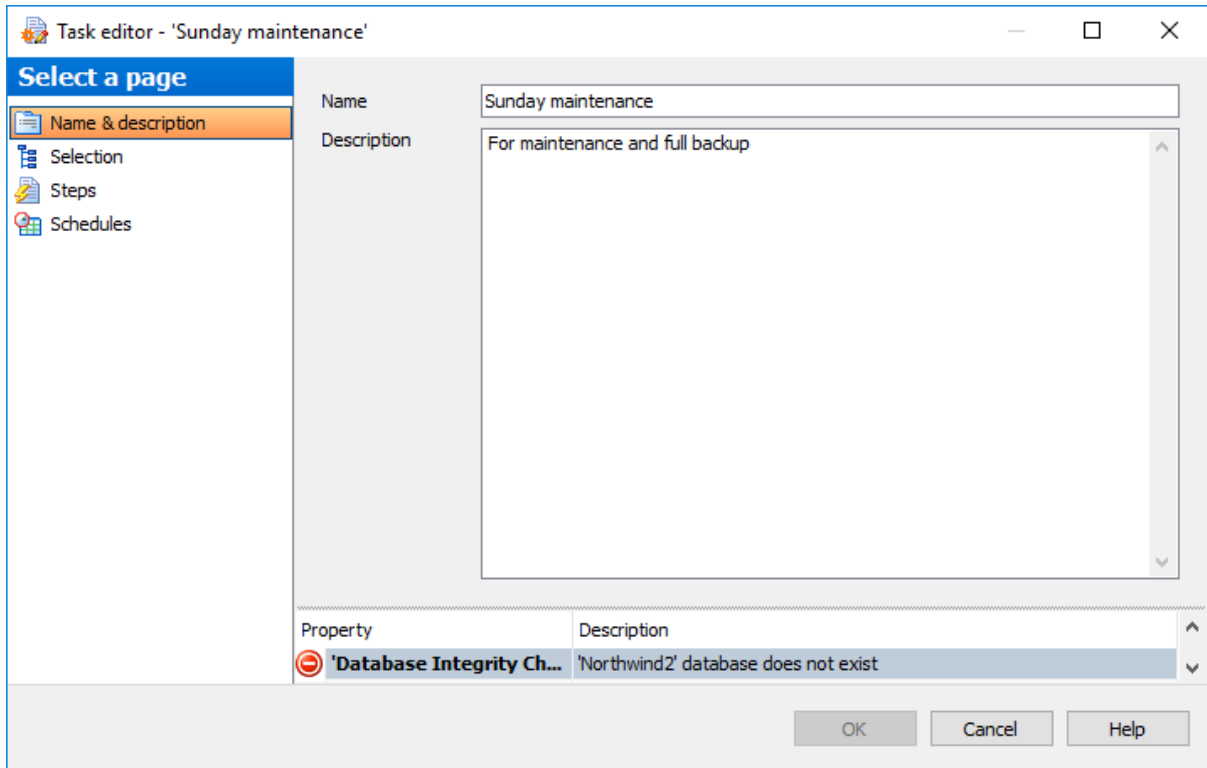 Task editor - 'Sunday maintenance'
Select a page
Name & description
Selection
Steps
Schedules
Name
Sunday maintenance
Description
For maintenance and full backup
Property Description
'Database Integrity Ch... 'Northwind2' database does not exist
OK Cancel Help